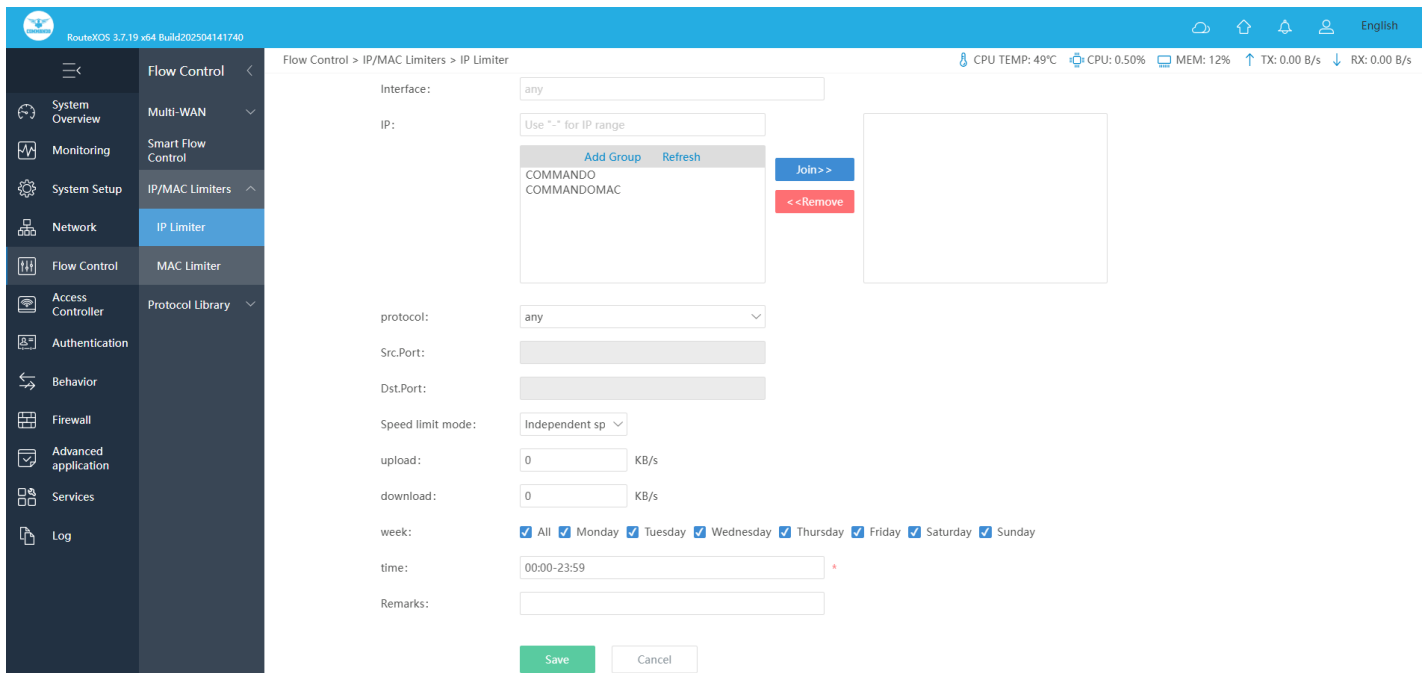 COMMANDO
RouteXOS 3.7.19 x64 Build202504141740
English
Flow Control
Flow Control > IP/MAC Limiters > IP Limiter
CPU TEMP: 49℃ CPU: 0.50% MEM: 12% TX: 0.00 B/s RX: 0.00 B/s
System
Overview
Monitoring
System Setup
Network
Flow Control
Access
Controller
Authentication
Behavior
Firewall
Advanced
application
Services
Log
Multi-WAN
Smart Flow
Control
IP/MAC Limiters
IP Limiter
MAC Limiter
Protocol Library
Interface: any
IP: Use "-" for IP range
Add Group Refresh
COMMANDO
COMMANDOMAC
Join>>
<<Remove
protocol: any
Src.Port:
Dst.Port:
Speed limit mode: Independent sp
upload: 0 KB/s
download: 0 KB/s
week: All Monday Tuesday Wednesday Thursday Friday Saturday Sunday
time: 00:00-23:59 *
Remarks:
Save Cancel